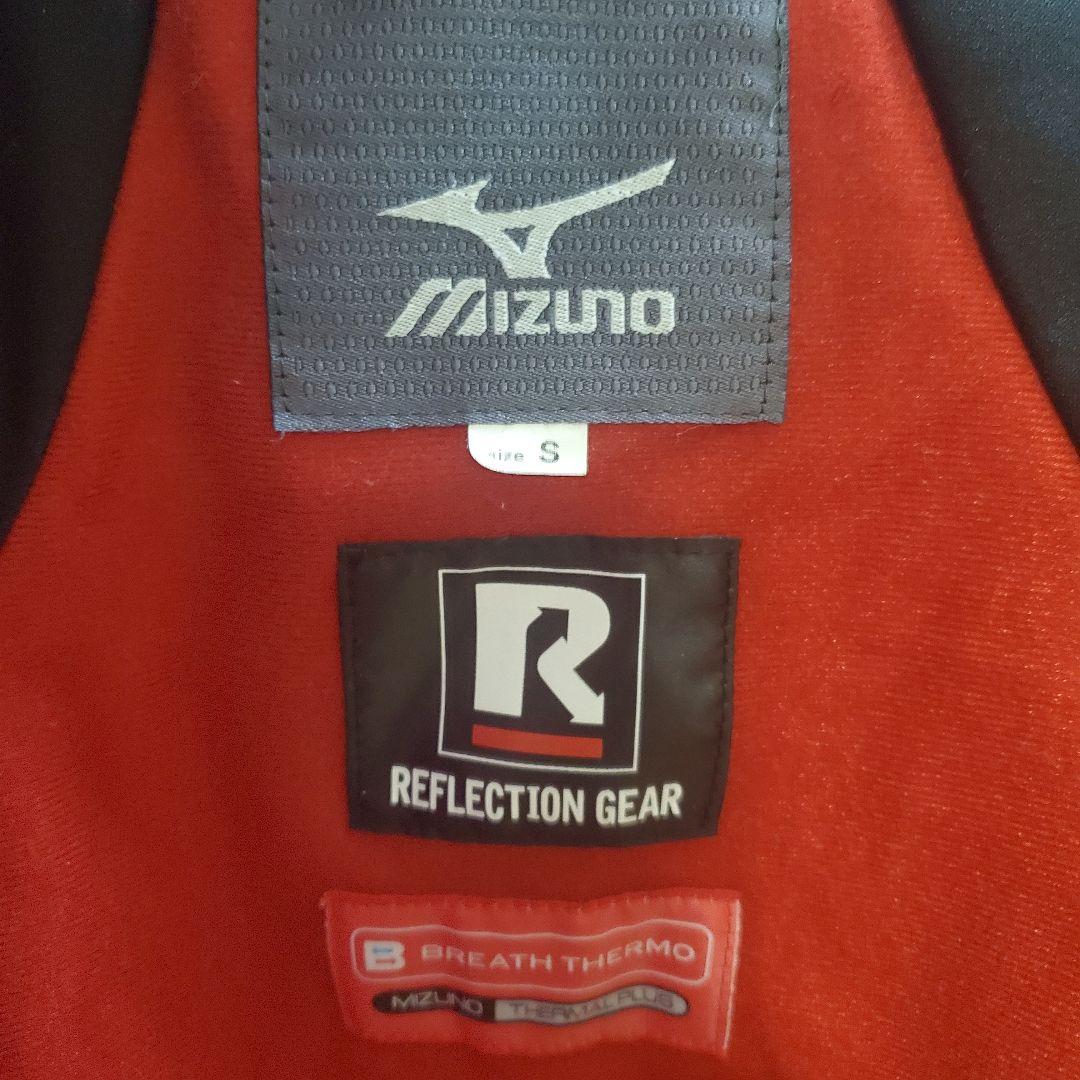 MIZUNO
size S
R
REFLECTION GEAR
B BREATH THERMO
MIZUNO THERMAL PLUS